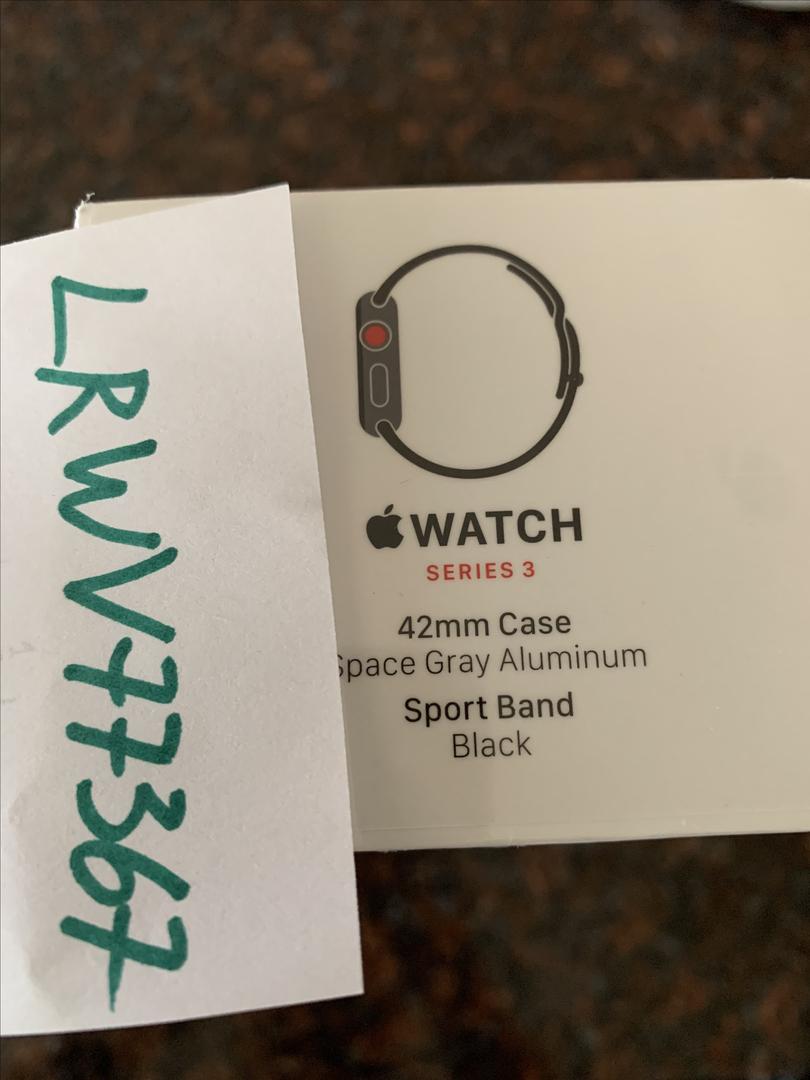 LRWV77367
WATCH
SERIES 3
42mm Case
Space Gray Aluminum
Sport Band
Black